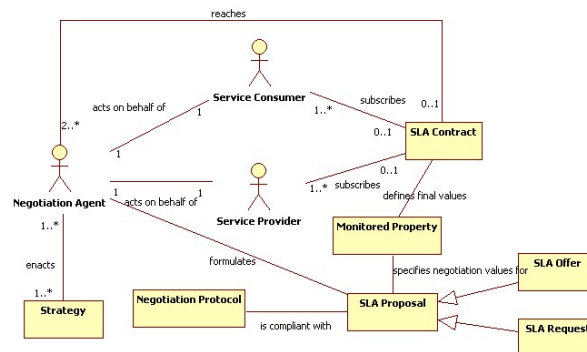 reaches
Service Consumer
acts on behalf of
1
1
1..*
subscribes
0..1
0..1
SLA Contract
2..*
Negotiation Agent
1
acts on behalf of
1
Service Provider
1..*
subscribes
0..1
defines final values
1..*
Monitored Property
enacts
formulates
specifies negotiation values for
SLA Offer
1..*
Strategy
Negotiation Protocol
is compliant with
SLA Proposal
SLA Request